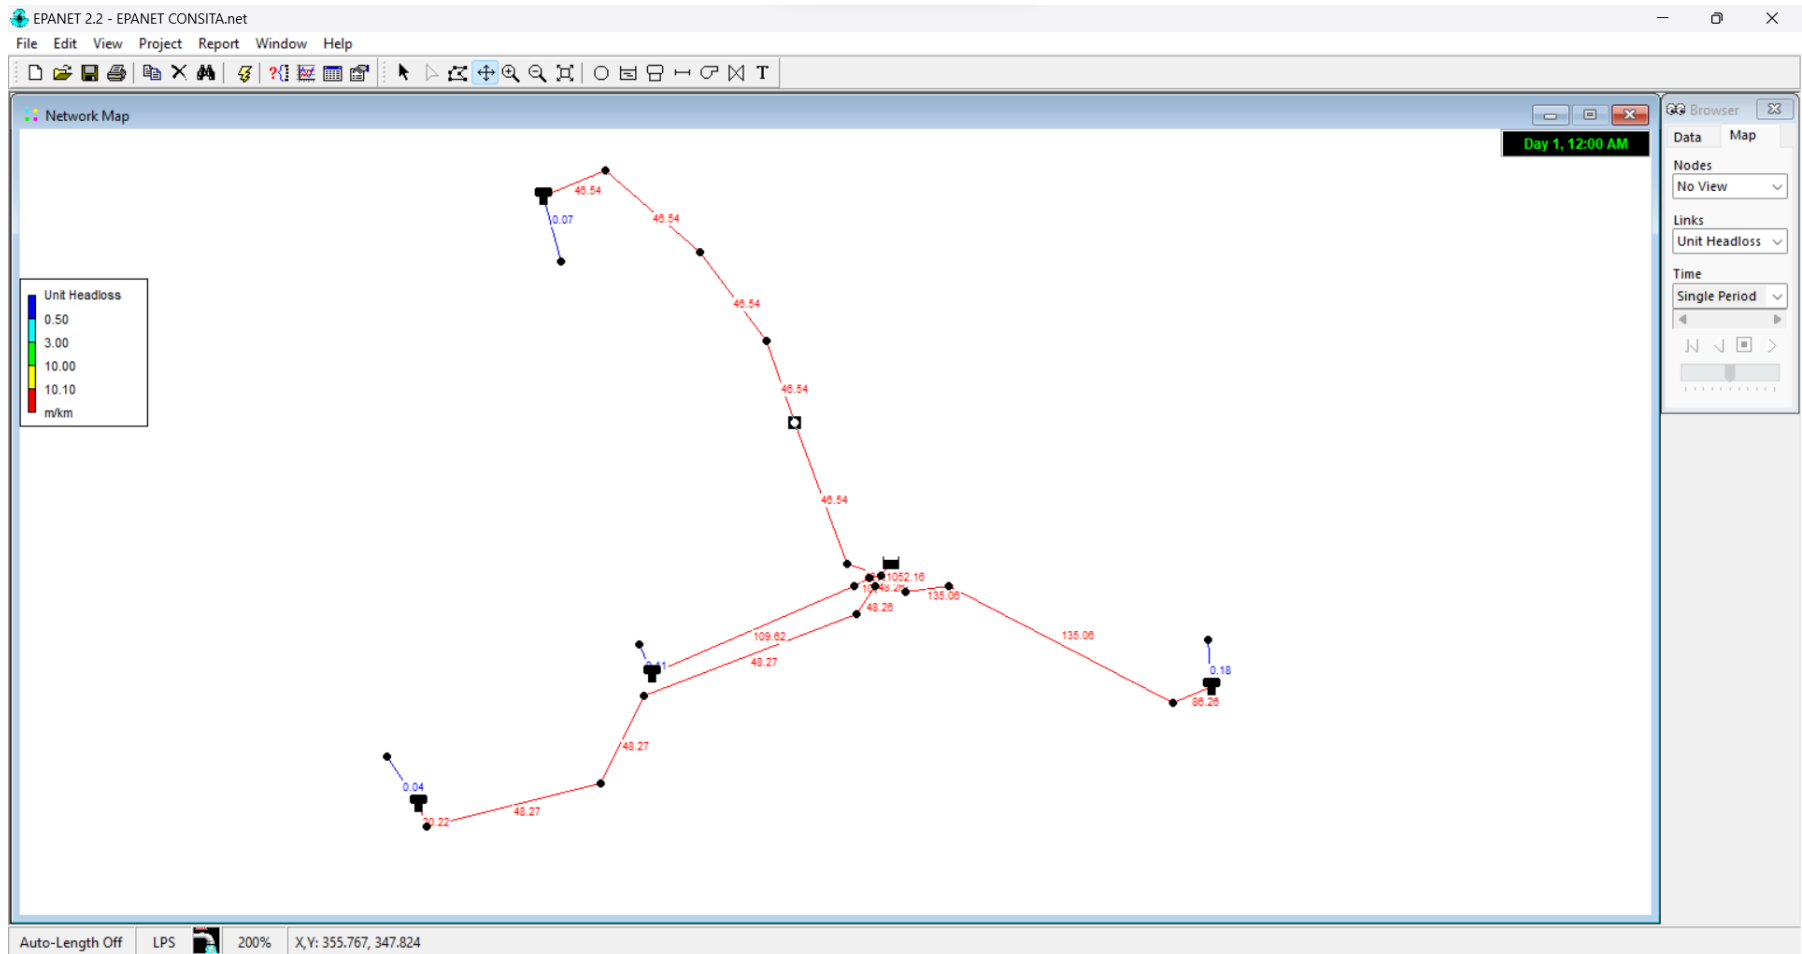 EPANET 2.2 - EPANET CONSITA.net
File Edit View Project Report Window Help
T
Network Map
Browser
Day 1, 12:00 AM
Data Map
Nodes
No View
Links
Unit Headloss
Time
Single Period
Unit Headloss
0.50
3.00
10.00
10.10
m/km
46.54
46.54
0.07
46.54
46.54
46.54
1052.16
135.06
48.26
109.62
135.06
48.27
0.18
86.26
48.27
0.04
48.27
Auto-Length Off LPS 200% X,Y: 355.767, 347.824